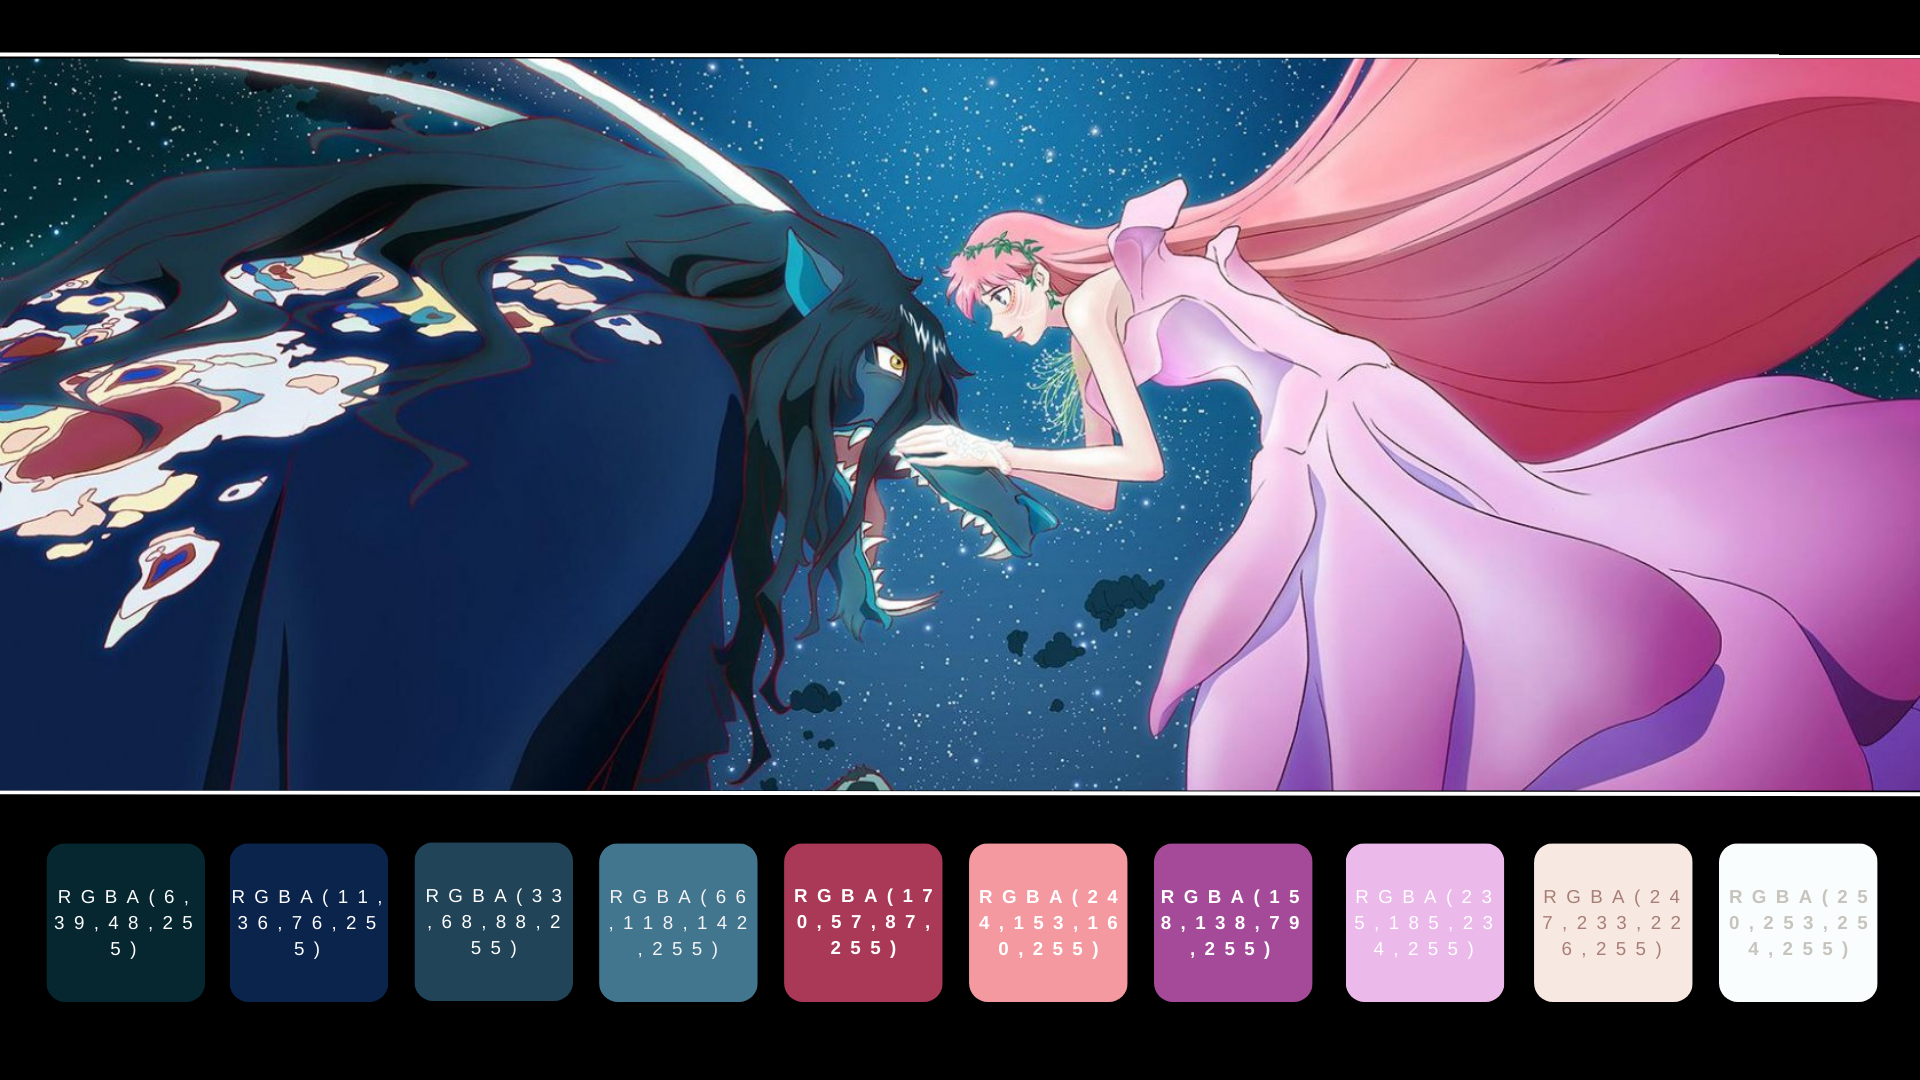 RGBA(6,
39,48,25
5)
RGBA(11,
36,76,25
5)
RGBA(33
,68,88,2
55)
RGBA(66
,118,142
,255)
RGBA(17
0,57,87,
255)
RGBA(24
4,153,16
0,255)
RGBA(15
8,138,79
,255)
RGBA(23
5,185,23
4,255)
RGBA(24
7,233,22
6,255)
RGBA(25
0,253,25
4,255)